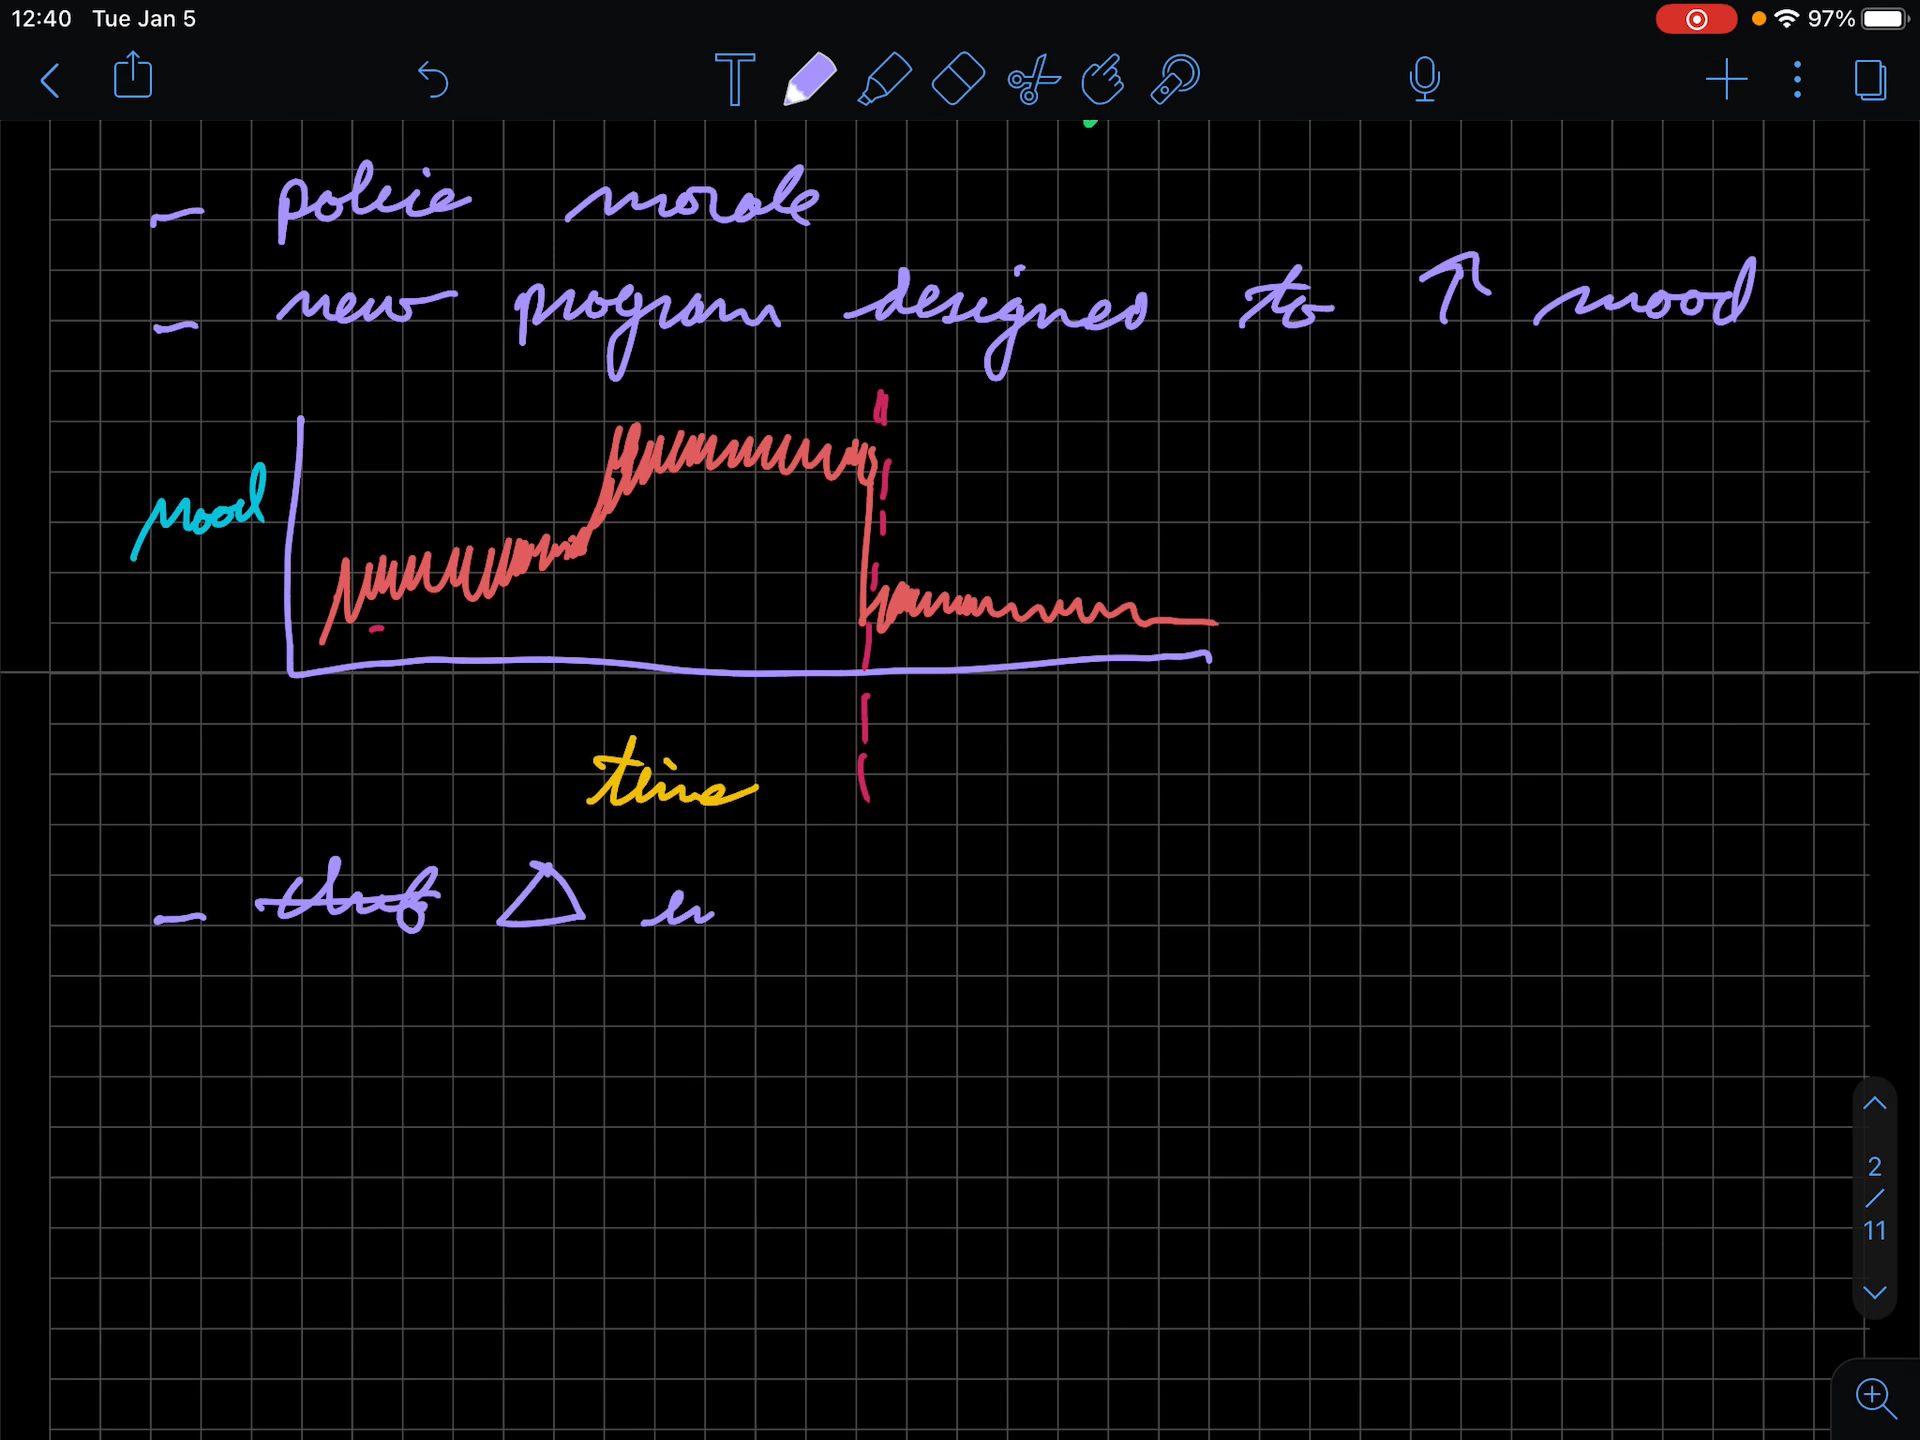 12:40 Tue Jan 5 97%
- police morale
- new program designed to ↑ mood
mood
time
- Δ
2
/
11